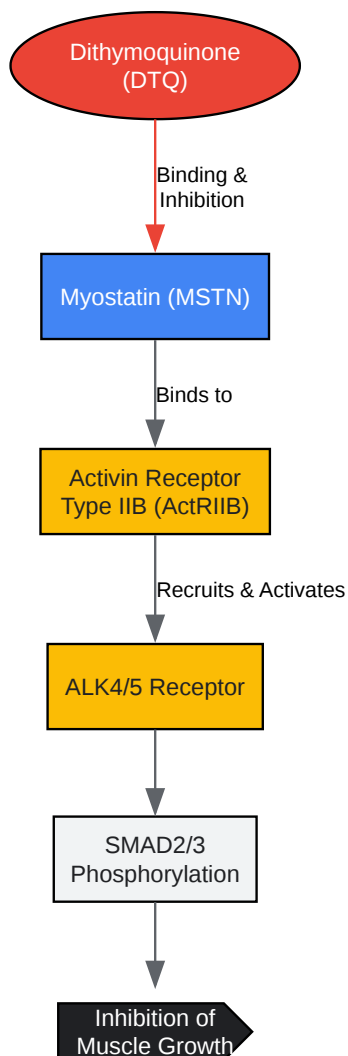 Dithymoquinone
(DTQ)
Binding &
Inhibition
Myostatin (MSTN)
Binds to
Activin Receptor
Type IIB (ActRIIB)
Recruits & Activates
ALK4/5 Receptor
SMAD2/3
Phosphorylation
Inhibition of
Muscle Growth